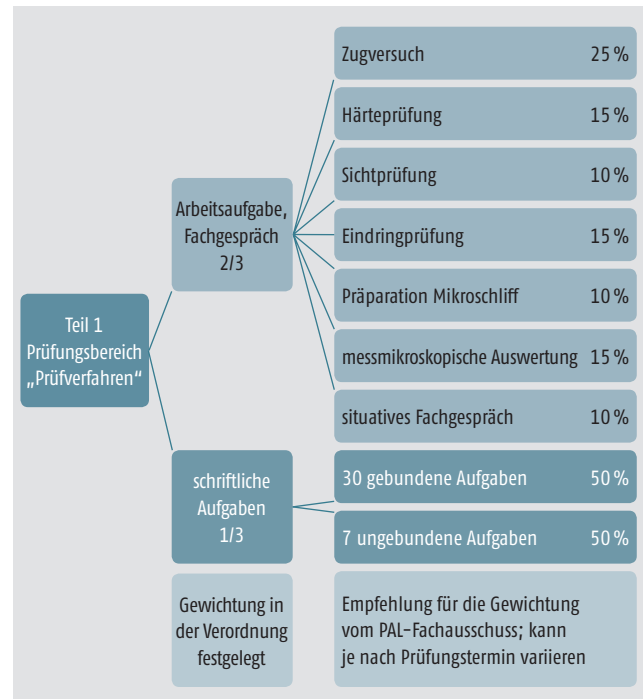 Teil 1
Prüfungsbereich
„Prüfverfahren“
Arbeitsaufgabe,
Fachgespräch
2/3
Zugversuch 25 %
Härteprüfung 15 %
Sichtprüfung 10 %
Eindringprüfung 15 %
Präparation Mikroschliff 10 %
messmikroskopische Auswertung 15 %
situatives Fachgespräch 10 %
schriftliche
Aufgaben
1/3
30 gebundene Aufgaben 50 %
7 ungebundene Aufgaben 50 %
Gewichtung in
der Verordnung
festgelegt
Empfehlung für die Gewichtung
vom PAL-Fachausschuss; kann
je nach Prüfungstermin variieren